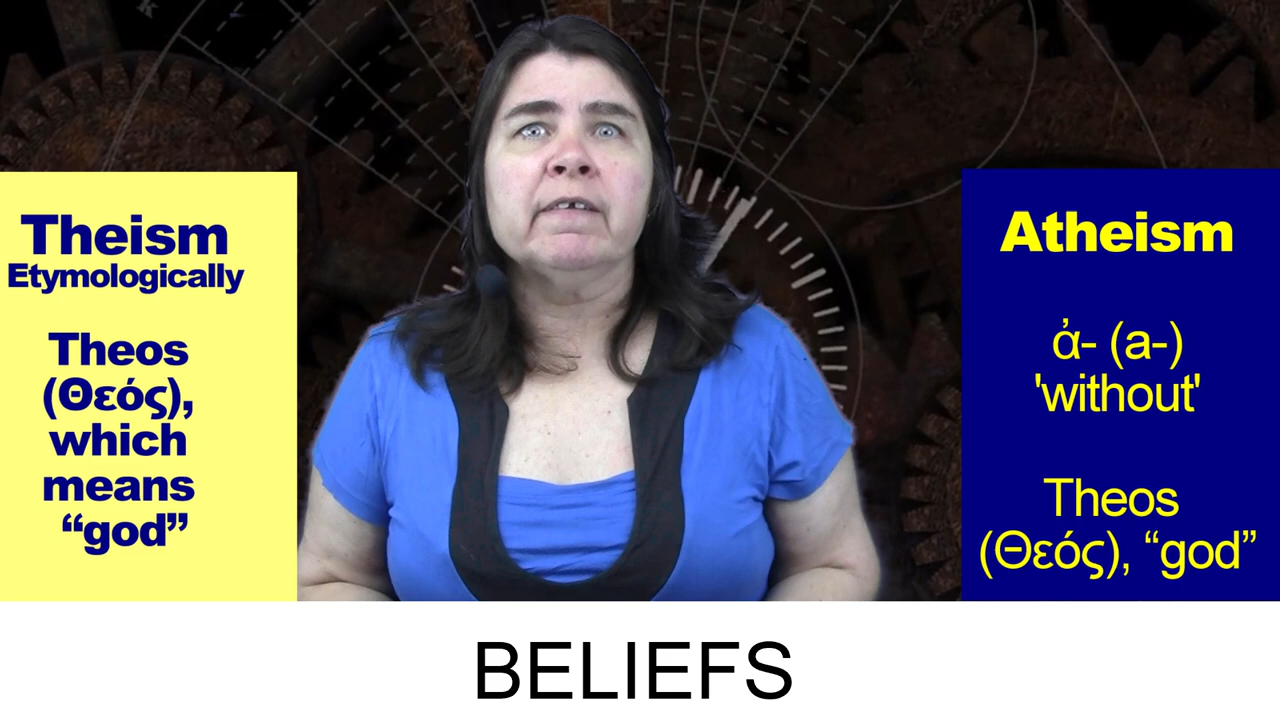 Theism
Etymologically
Theos
(Θεός),
which
means
“god”
Atheism
ἀ- (a-)
'without'
Theos
(Θεός), “god”
BELIEFS